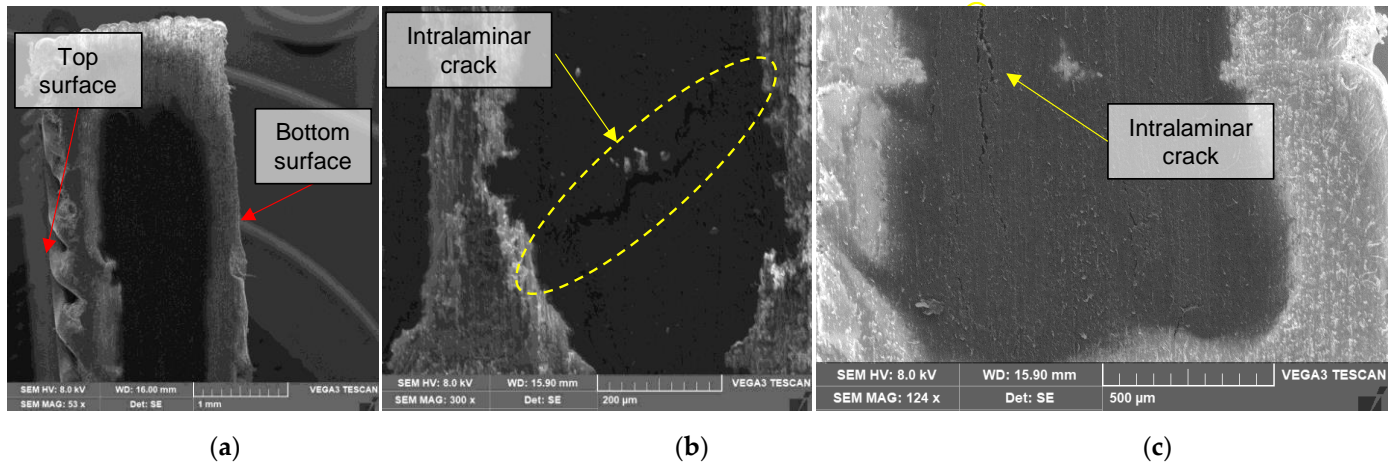 Top
surface
Bottom
surface
SEM HV: 8.0 kV WD: 16.00 mm VEGA3 TESCAN
SEM MAG: 53 x Det: SE 1 mm
(a)
Intralaminar
crack
SEM HV: 8.0 kV WD: 15.90 mm VEGA3 TESCAN
SEM MAG: 300 x Det: SE 200 µm
(b)
Intralaminar
crack
SEM HV: 8.0 kV WD: 15.90 mm VEGA3 TESCAN
SEM MAG: 124 x Det: SE 500 µm
(c)